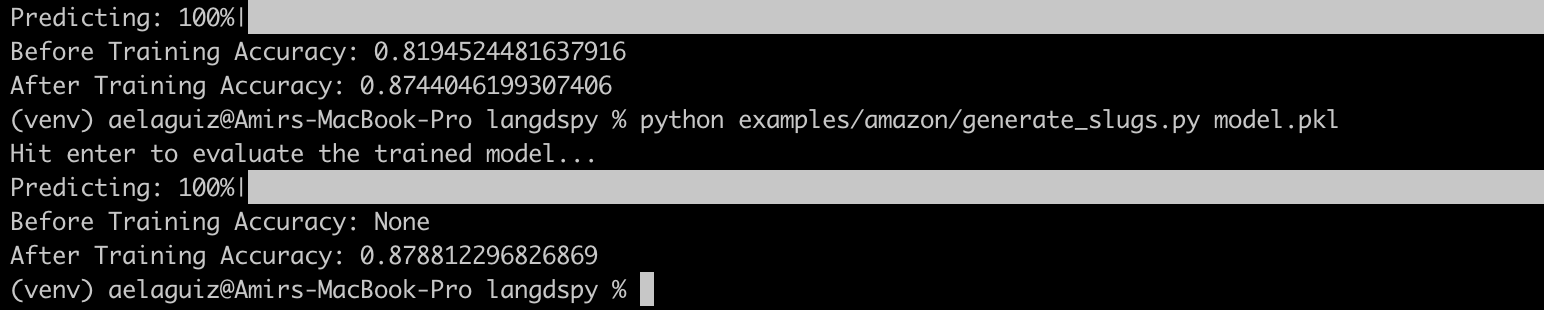 Predicting: 100%|
Before Training Accuracy: 0.8194524481637916
After Training Accuracy: 0.8744046199307406
(venv) aelaguiz@Amirs-MacBook-Pro langdspy % python examples/amazon/generate_slugs.py model.pkl
Hit enter to evaluate the trained model...
Predicting: 100%|
Before Training Accuracy: None
After Training Accuracy: 0.878812296826869
(venv) aelaguiz@Amirs-MacBook-Pro langdspy %